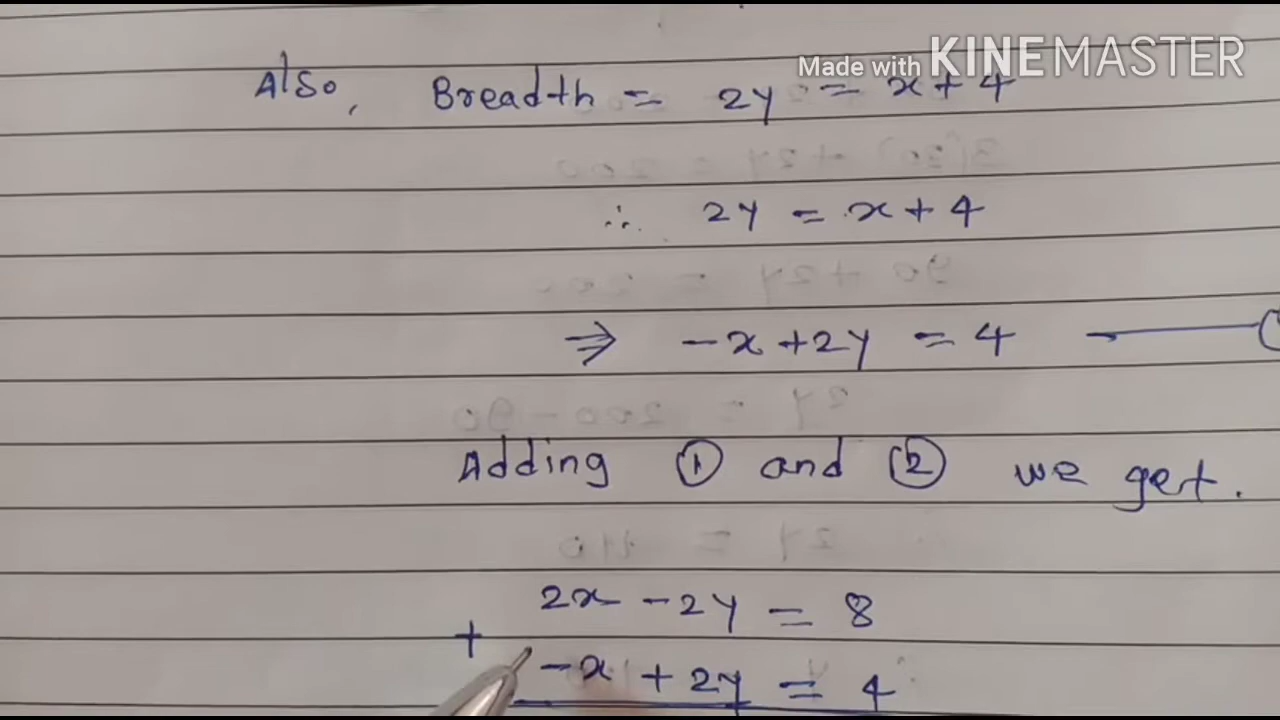 Made with KINEMASTER
Also, Breadth = 2y = x + 4
∴ 2y = x + 4
⇒ -x + 2y = 4
Adding ① and ② we get.
2x - 2y = 8
+ -x + 2y = 4